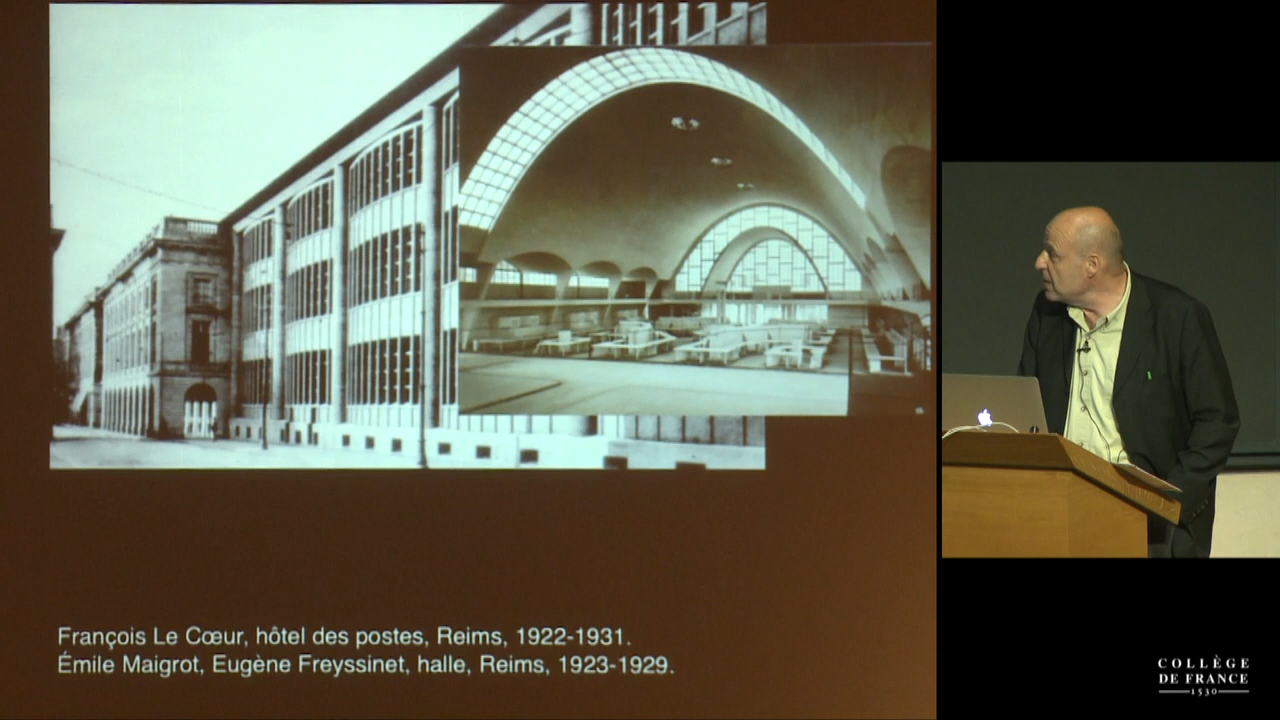 François Le Cœur, hôtel des postes, Reims, 1922-1931.
Émile Maigrot, Eugène Freyssinet, halle, Reims, 1923-1929.
COLLÈGE
DE FRANCE
1530